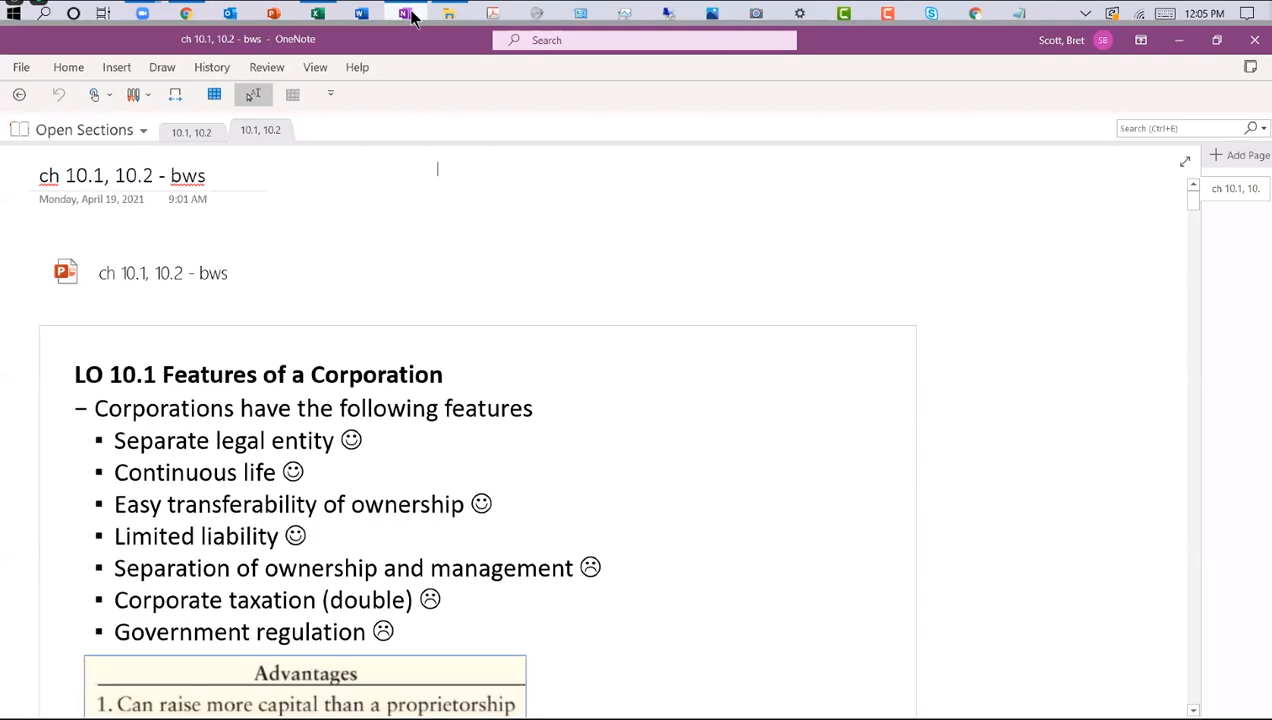 12:05 PM
ch 10.1, 10.2 - bws - OneNote
Search
Scott, Bret
SB
File Home Insert Draw History Review View Help
Open Sections
10.1, 10.2
10.1, 10.2
Search (Ctrl+E)
Add Page
ch 10.1, 10.2 - bws
ch 10.1, 10.
Monday, April 19, 2021 9:01 AM
ch 10.1, 10.2 - bws
LO 10.1 Features of a Corporation
− Corporations have the following features
▪ Separate legal entity ☺
▪ Continuous life ☺
▪ Easy transferability of ownership ☺
▪ Limited liability ☺
▪ Separation of ownership and management ☹
▪ Corporate taxation (double) ☹
▪ Government regulation ☹
Advantages
1. Can raise more capital than a proprietorship